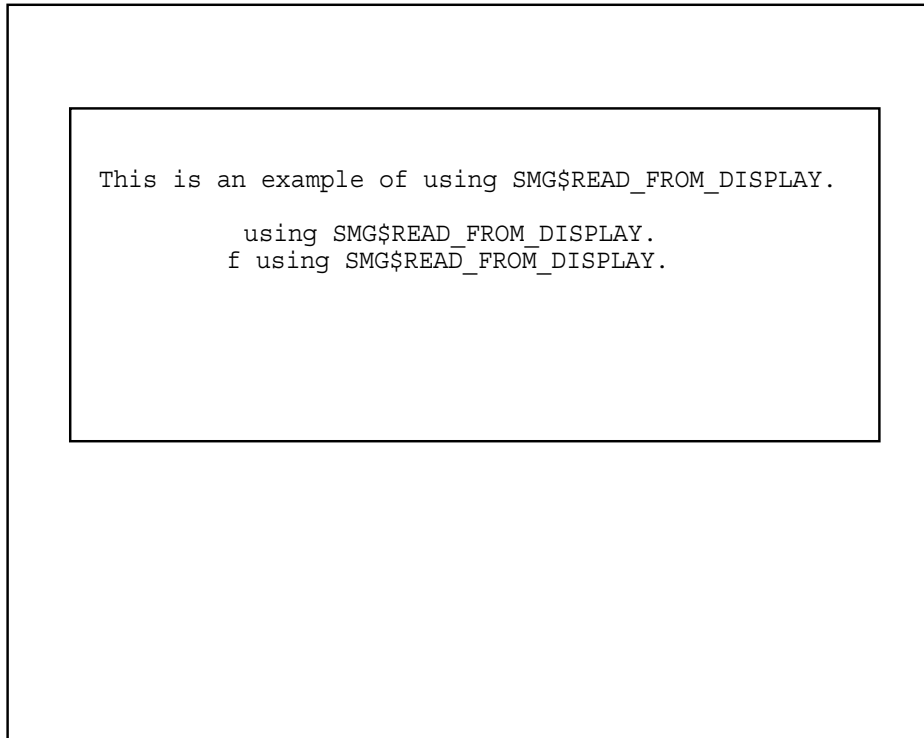 This is an example of using SMG$READ_FROM_DISPLAY.
using SMG$READ_FROM_DISPLAY.
f using SMG$READ_FROM_DISPLAY.